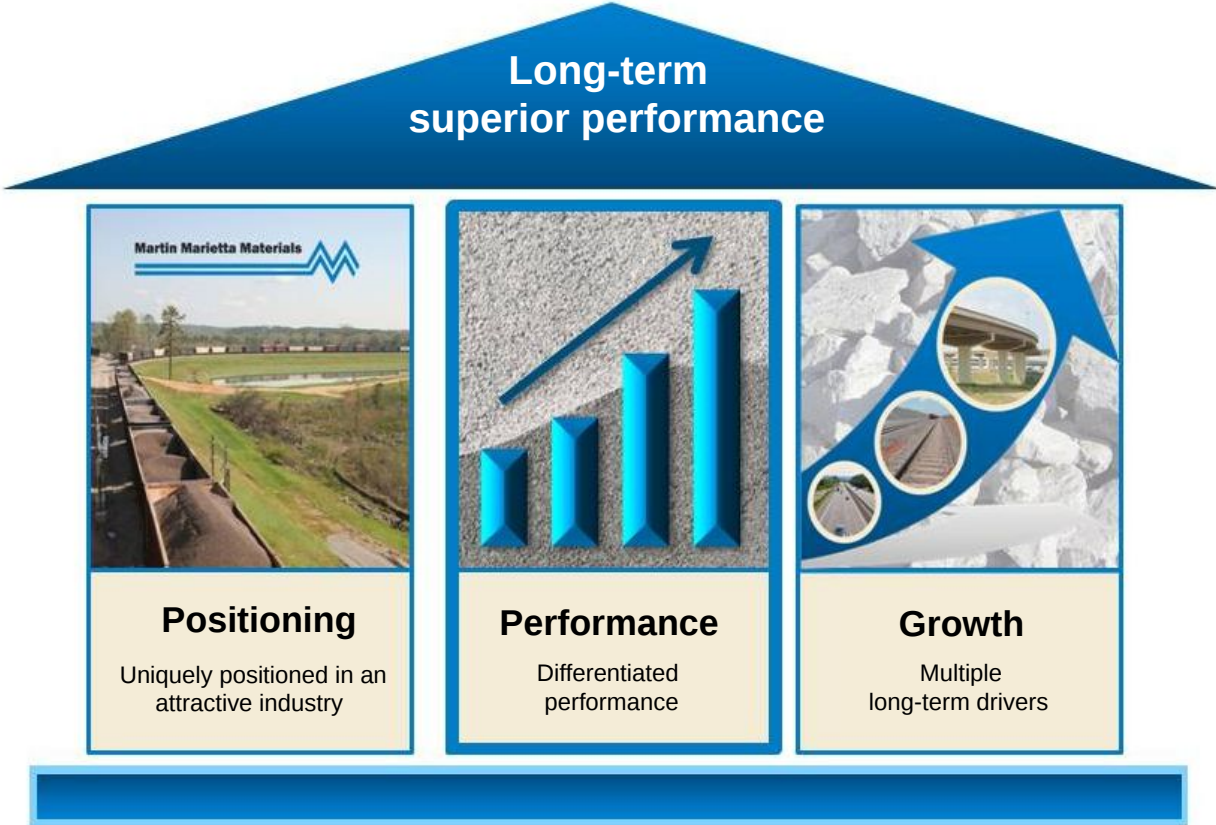 Long-term
superior performance
Martin Marietta Materials
Positioning
Uniquely positioned in an
attractive industry
Performance
Differentiated
performance
Growth
Multiple
long-term drivers